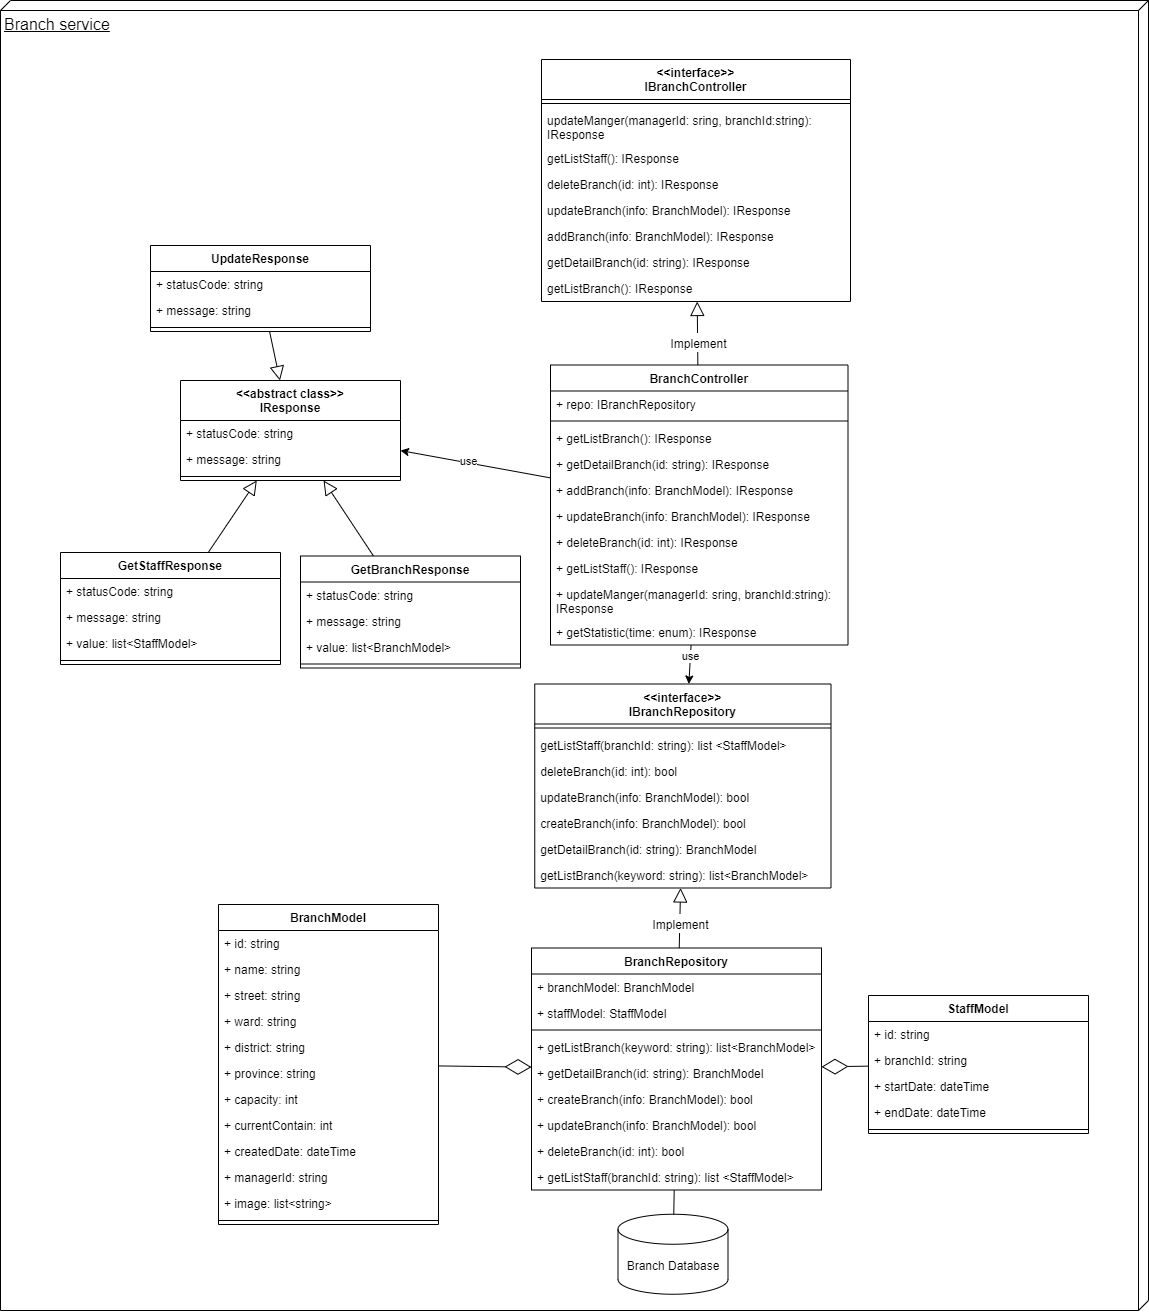 Branch service
<<interface>>
IBranchController
updateManger(managerId: sring, branchId:string):
IResponse
getListStaff(): IResponse
deleteBranch(id: int): IResponse
updateBranch(info: BranchModel): IResponse
addBranch(info: BranchModel): IResponse
getDetailBranch(id: string): IResponse
getListBranch(): IResponse
UpdateResponse
+ statusCode: string
+ message: string
Implement
<<abstract class>>
IResponse
+ statusCode: string
+ message: string
use
BranchController
+ repo: IBranchRepository
+ getListBranch(): IResponse
+ getDetailBranch(id: string): IResponse
+ addBranch(info: BranchModel): IResponse
+ updateBranch(info: BranchModel): IResponse
+ deleteBranch(id: int): IResponse
+ getListStaff(): IResponse
+ updateManger(managerId: sring, branchId:string):
IResponse
+ getStatistic(time: enum): IResponse
GetStaffResponse
+ statusCode: string
+ message: string
+ value: list<StaffModel>
GetBranchResponse
+ statusCode: string
+ message: string
+ value: list<BranchModel>
use
<<interface>>
IBranchRepository
getListStaff(branchId: string): list <StaffModel>
deleteBranch(id: int): bool
updateBranch(info: BranchModel): bool
createBranch(info: BranchModel): bool
getDetailBranch(id: string): BranchModel
getListBranch(keyword: string): list<BranchModel>
Implement
BranchModel
+ id: string
+ name: string
+ street: string
+ ward: string
+ district: string
+ province: string
+ capacity: int
+ currentContain: int
+ createdDate: dateTime
+ managerId: string
+ image: list<string>
BranchRepository
+ branchModel: BranchModel
+ staffModel: StaffModel
+ getListBranch(keyword: string): list<BranchModel>
+ getDetailBranch(id: string): BranchModel
+ createBranch(info: BranchModel): bool
+ updateBranch(info: BranchModel): bool
+ deleteBranch(id: int): bool
+ getListStaff(branchId: string): list <StaffModel>
StaffModel
+ id: string
+ branchId: string
+ startDate: dateTime
+ endDate: dateTime
Branch Database